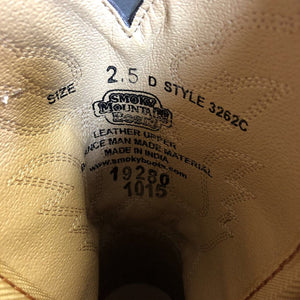 SIZE 2.5 D STYLE 3262C
SMOKY
MOUNTAIN
BOOTS
LEATHER UPPER
ANCE MAN MADE MATERIAL
MADE IN INDIA
www.smokyboots.com
19280
1015